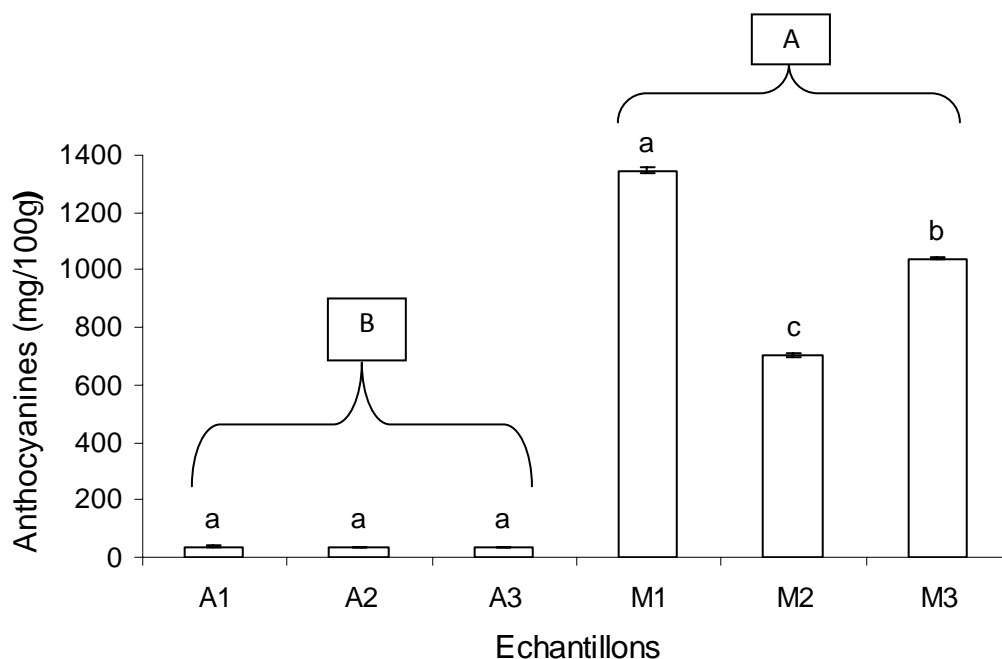 A
a
1400
1200
b
1000
B
800
c
600
400
200
a a a
0
A1 A2 A3 M1 M2 M3
Anthocyanines (mg/100g)
Echantillons